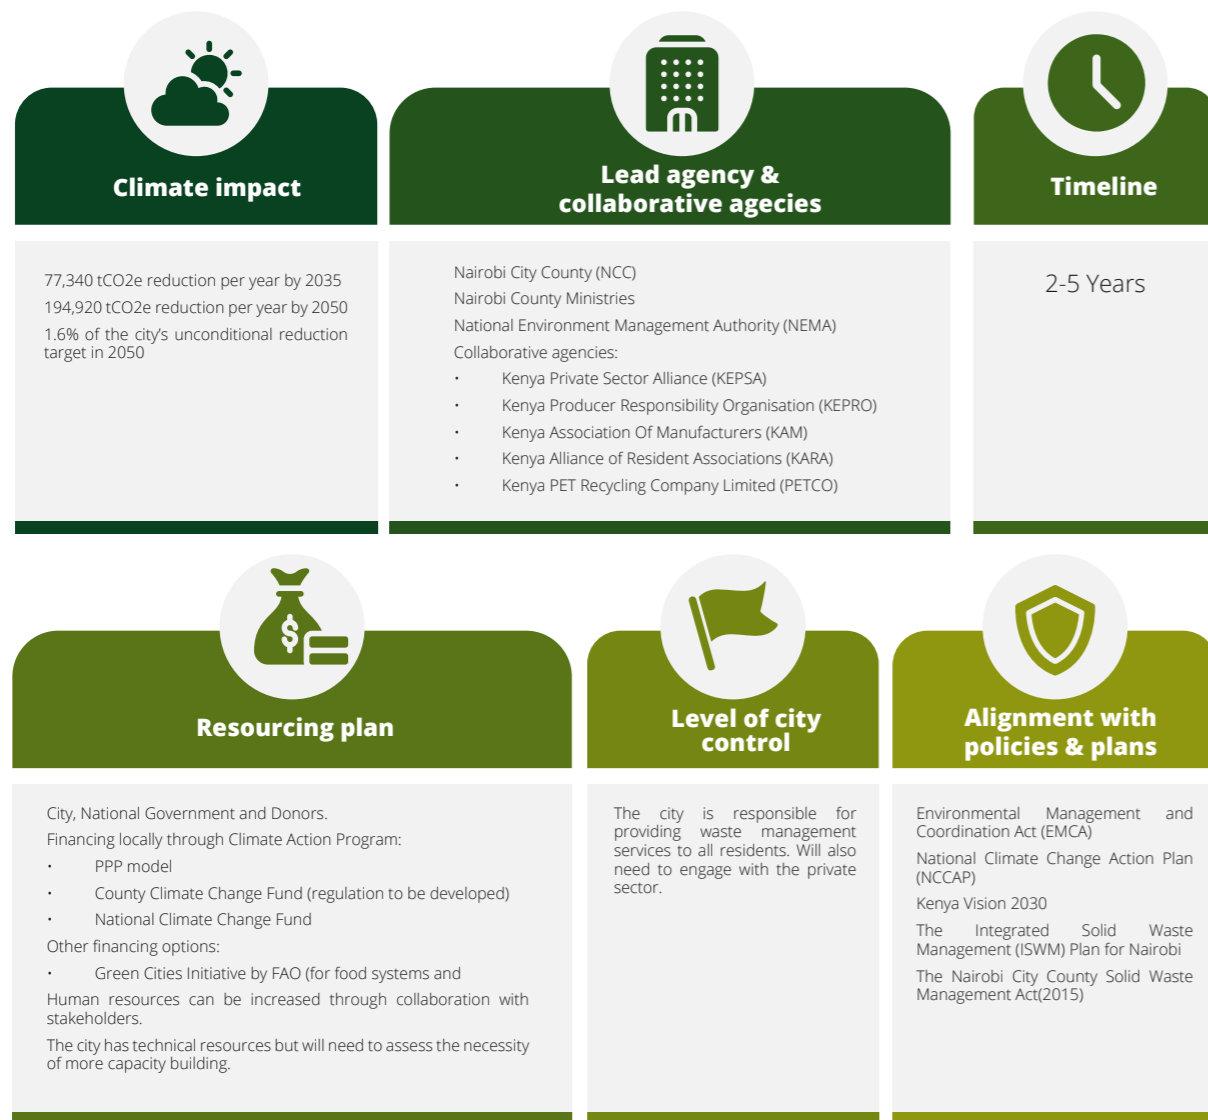 Climate impact
77,340 tCO2e reduction per year by 2035
194,920 tCO2e reduction per year by 2050
1.6% of the city's unconditional reduction
target in 2050
Lead agency &
collaborative agecies
Nairobi City County (NCC)
Nairobi County Ministries
National Environment Management Authority (NEMA)
Collaborative agencies:
• Kenya Private Sector Alliance (KEPSA)
• Kenya Producer Responsibility Organisation (KEPRO)
• Kenya Association Of Manufacturers (KAM)
• Kenya Alliance of Resident Associations (KARA)
• Kenya PET Recycling Company Limited (PETCO)
Timeline
2-5 Years
Resourcing plan
City, National Government and Donors.
Financing locally through Climate Action Program:
• PPP model
• County Climate Change Fund (regulation to be developed)
• National Climate Change Fund
Other financing options:
• Green Cities Initiative by FAO (for food systems and
Human resources can be increased through collaboration with
stakeholders.
The city has technical resources but will need to assess the necessity
of more capacity building.
Level of city
control
The city is responsible for
providing waste management
services to all residents. Will also
need to engage with the private
sector.
Alignment with
policies & plans
Environmental Management and
Coordination Act (EMCA)
National Climate Change Action Plan
(NCCAP)
Kenya Vision 2030
The Integrated Solid Waste
Management (ISWM) Plan for Nairobi
The Nairobi City County Solid Waste
Management Act(2015)